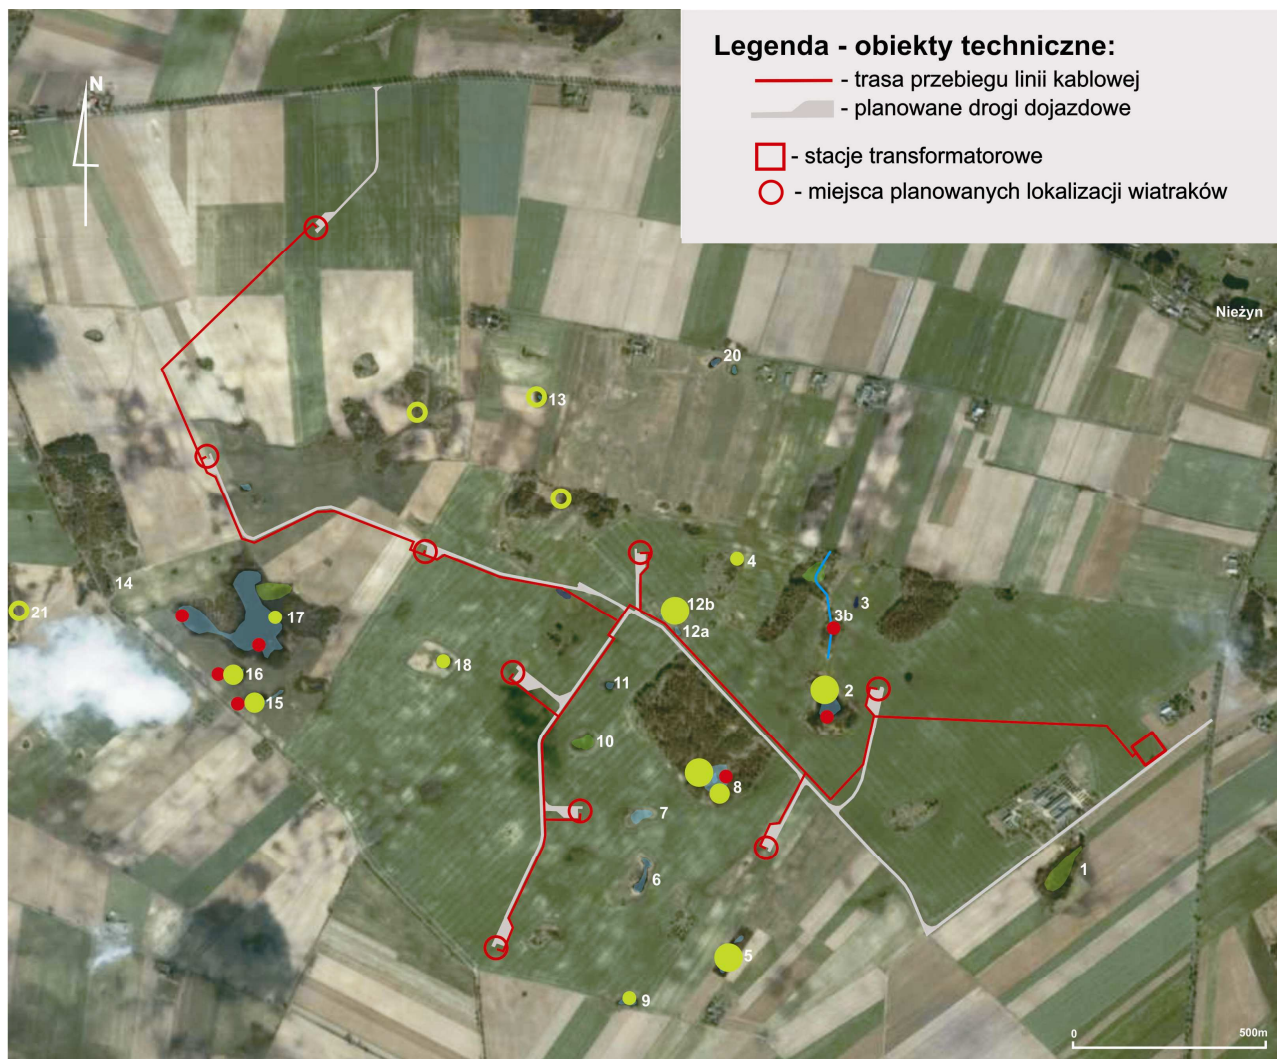 Legenda - obiekty techniczne:
- trasa przebiegu linii kablowej
- planowane drogi dojazdowe
- stacje transformatorowe
- miejsca planowanych lokalizacji wiatraków
N
Nieżyn
20
13
4
14
21
17
12b
3
12a
3b
16
18
15
11
2
10
8
7
6
1
5
9
0
500m